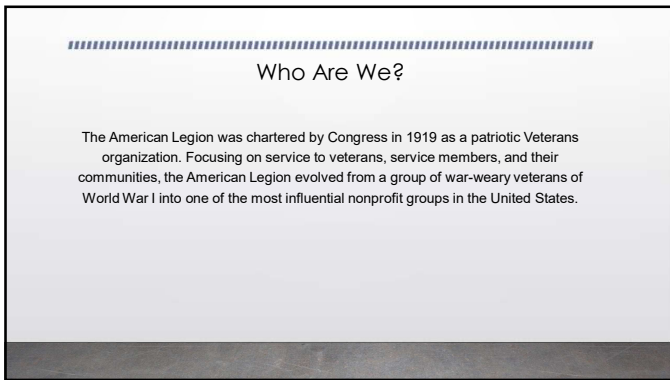 Who Are We?
The American Legion was chartered by Congress in 1919 as a patriotic Veterans
organization. Focusing on service to veterans, service members, and their
communities, the American Legion evolved from a group of war-weary veterans of
World War I into one of the most influential nonprofit groups in the United States.